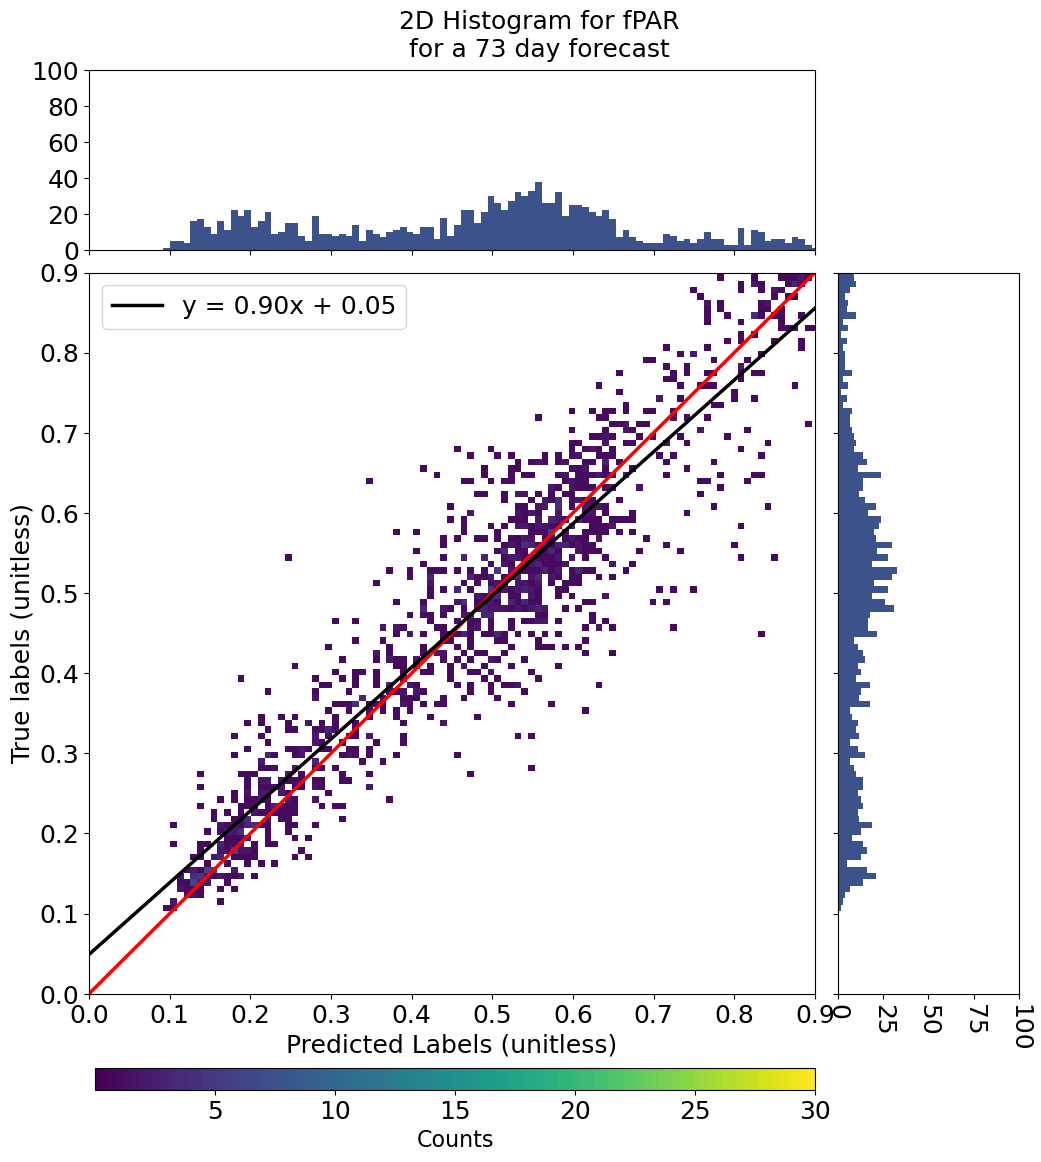 2D Histogram for fPAR
for a 73 day forecast
100
80
60
40
20
0
0.9
0.8
0.7
0.6
0.5
0.4
0.3
0.2
0.1
0.0
True labels (unitless)
y = 0.90x + 0.05
0.0 0.1 0.2 0.3 0.4 0.5 0.6 0.7 0.8 0.9
Predicted Labels (unitless)
0 25 50 75 100
5 10 15 20 25 30
Counts